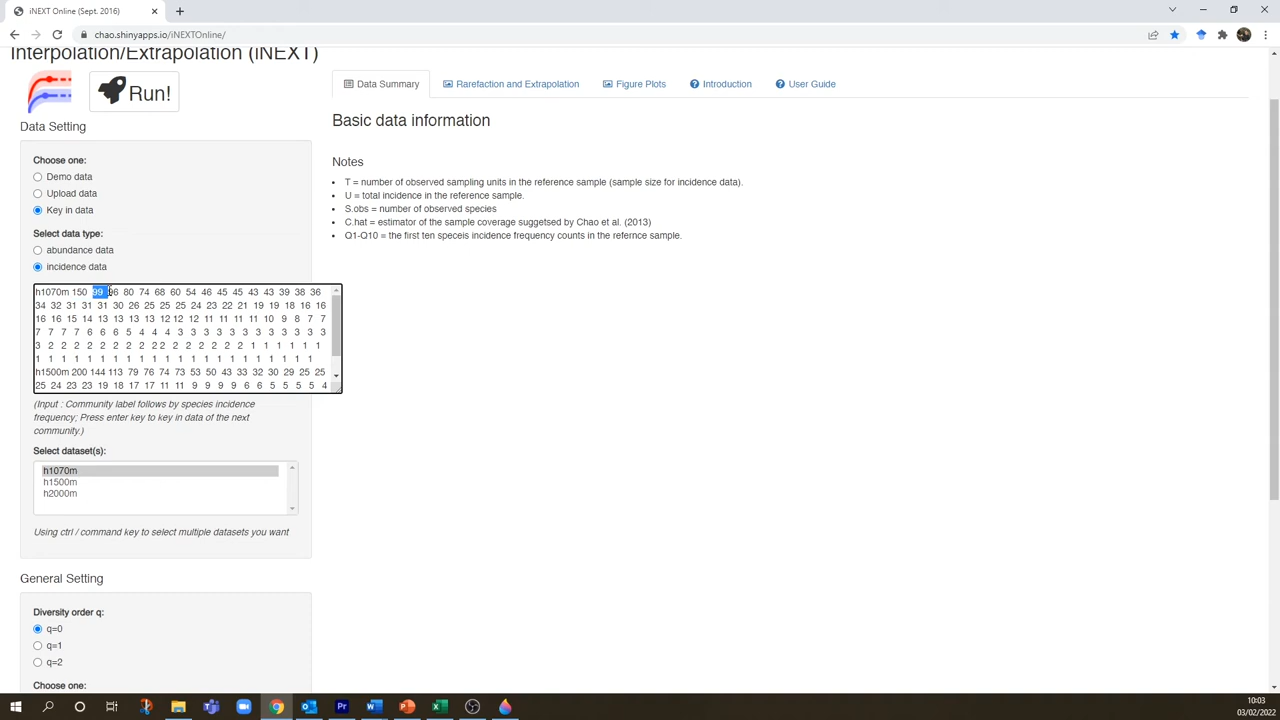 iNEXT Online (Sept. 2016)
chao.shinyapps.io/iNEXTOnline/
Interpolation/Extrapolation (iNEXT)
Run!
Data Summary
Rarefaction and Extrapolation
Figure Plots
Introduction
User Guide
Data Setting
Choose one:
Demo data
Upload data
Key in data
Select data type:
abundance data
incidence data
h1070m 150 99 96 80 74 68 60 54 46 45 45 43 43 39 38 36
34 32 31 31 31 30 26 25 25 25 24 23 22 21 19 19 18 16 16
16 16 15 14 13 13 13 13 12 12 12 11 11 11 11 10 9 8 7 7
7 7 7 7 6 6 6 5 4 4 4 3 3 3 3 3 3 3 3 3 3
3 2 2 2 2 2 2 2 2 2 2 2 2 2 2 1 1 1 1 1 1
1 1 1 1 1 1 1 1 1 1 1 1 1 1 1 1 1 1
h1500m 200 144 113 79 76 74 73 53 50 43 33 32 30 29 25 25
25 24 23 23 19 18 17 17 11 11 9 9 9 9 6 6 5 5 5 5 4
(Input : Community label follows by species incidence
frequency; Press enter key to key in data of the next
community.)
Select dataset(s):
h1070m
h1500m
h2000m
Using ctrl / command key to select multiple datasets you want
General Setting
Diversity order q:
q=0
q=1
q=2
Choose one:
Basic data information
Notes
T = number of observed sampling units in the reference sample (sample size for incidence data).
U = total incidence in the reference sample.
S.obs = number of observed species
C.hat = estimator of the sample coverage suggetsed by Chao et al. (2013)
Q1-Q10 = the first ten speceis incidence frequency counts in the refernce sample.
10:03
03/02/2022